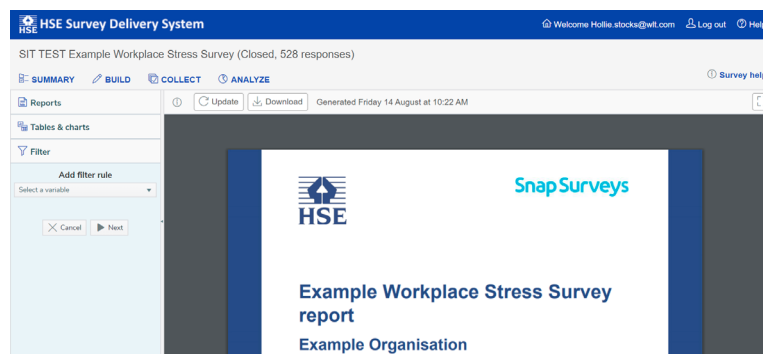 HSE HSE Survey Delivery System Welcome Hollie.stocks@wlt.com Log out Help
SIT TEST Example Workplace Stress Survey (Closed, 528 responses)
SUMMARY BUILD COLLECT ANALYZE Survey help
Reports Update Download Generated Friday 14 August at 10:22 AM
Tables & charts
Filter
Add filter rule
Select a variable
Cancel Next
HSE
Snap Surveys
Example Workplace Stress Survey
report
Example Organisation